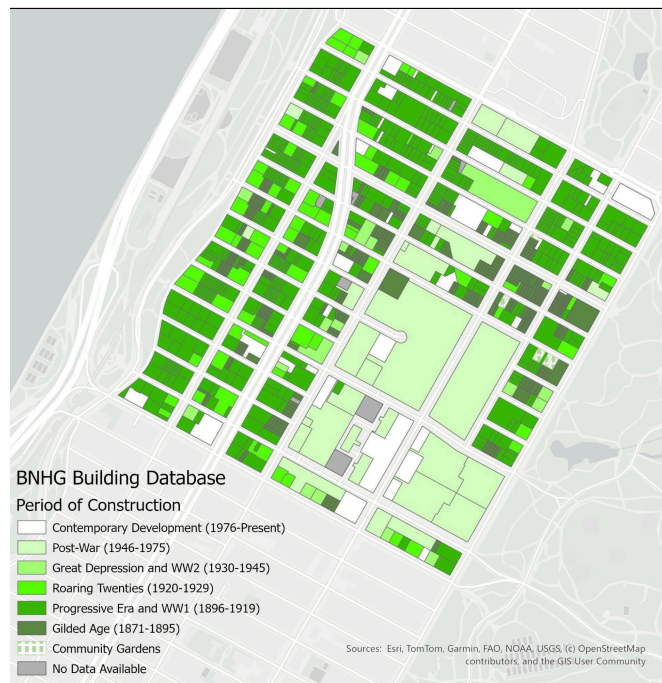 BNHG Building Database
Period of Construction
Contemporary Development (1976-Present)
Post-War (1946-1975)
Great Depression and WW2 (1930-1945)
Roaring Twenties (1920-1929)
Progressive Era and WW1 (1896-1919)
Gilded Age (1871-1895)
Community Gardens
No Data Available
Sources: Esri, TomTom, Garmin, FAO, NOAA, USGS, (c) OpenStreetMap
contributors, and the GIS User Community